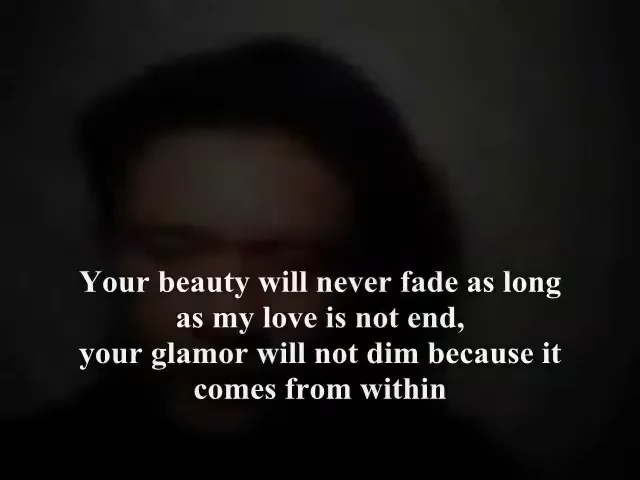 Your beauty will never fade as long
as my love is not end,
your glamor will not dim because it
comes from within